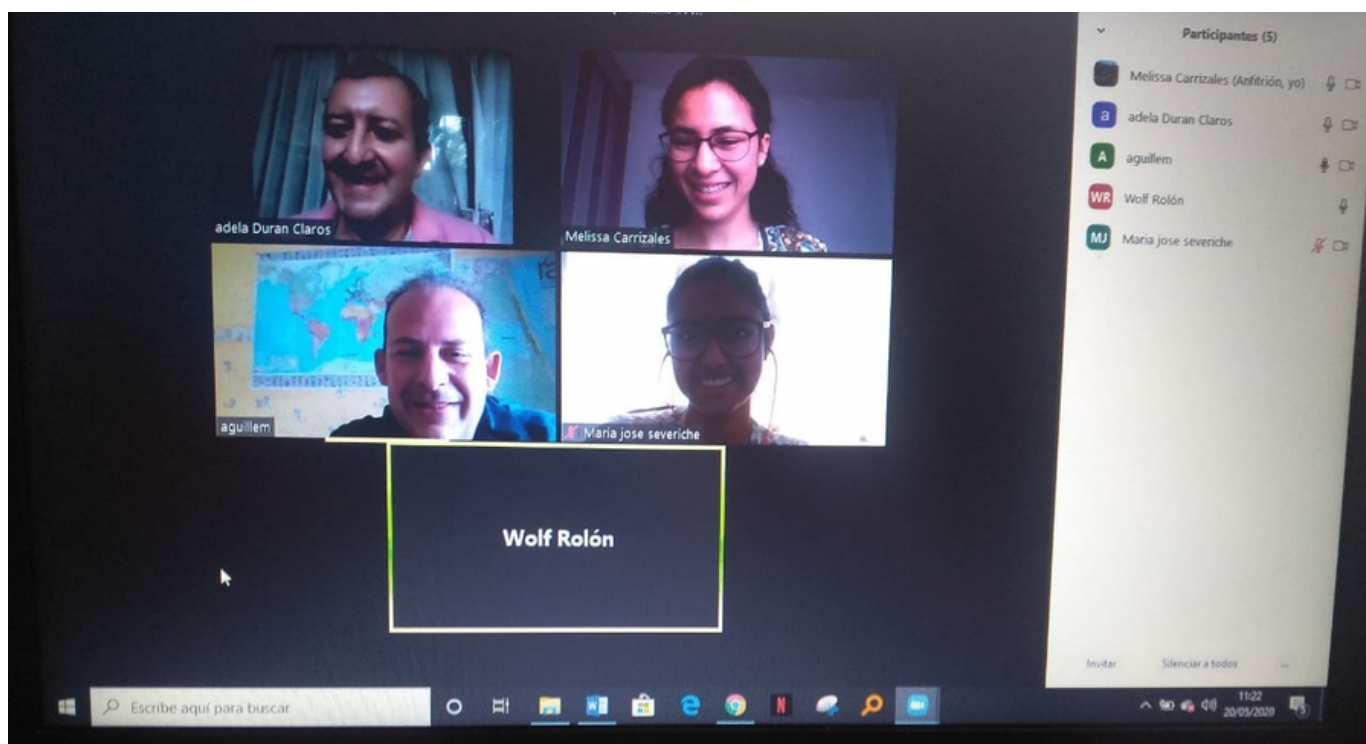 adela Duran Claros
Melissa Carrizales
aguillem
Maria jose severiche
Wolf Rolón
Participantes (5)
Melissa Carrizales (Anfitrión, yo)
a adela Duran Claros
A aguillem
WR Wolf Rolón
MJ Maria jose severiche
Invitar Silenciar a todos ...
Escribe aquí para buscar
11:22
20/05/2020